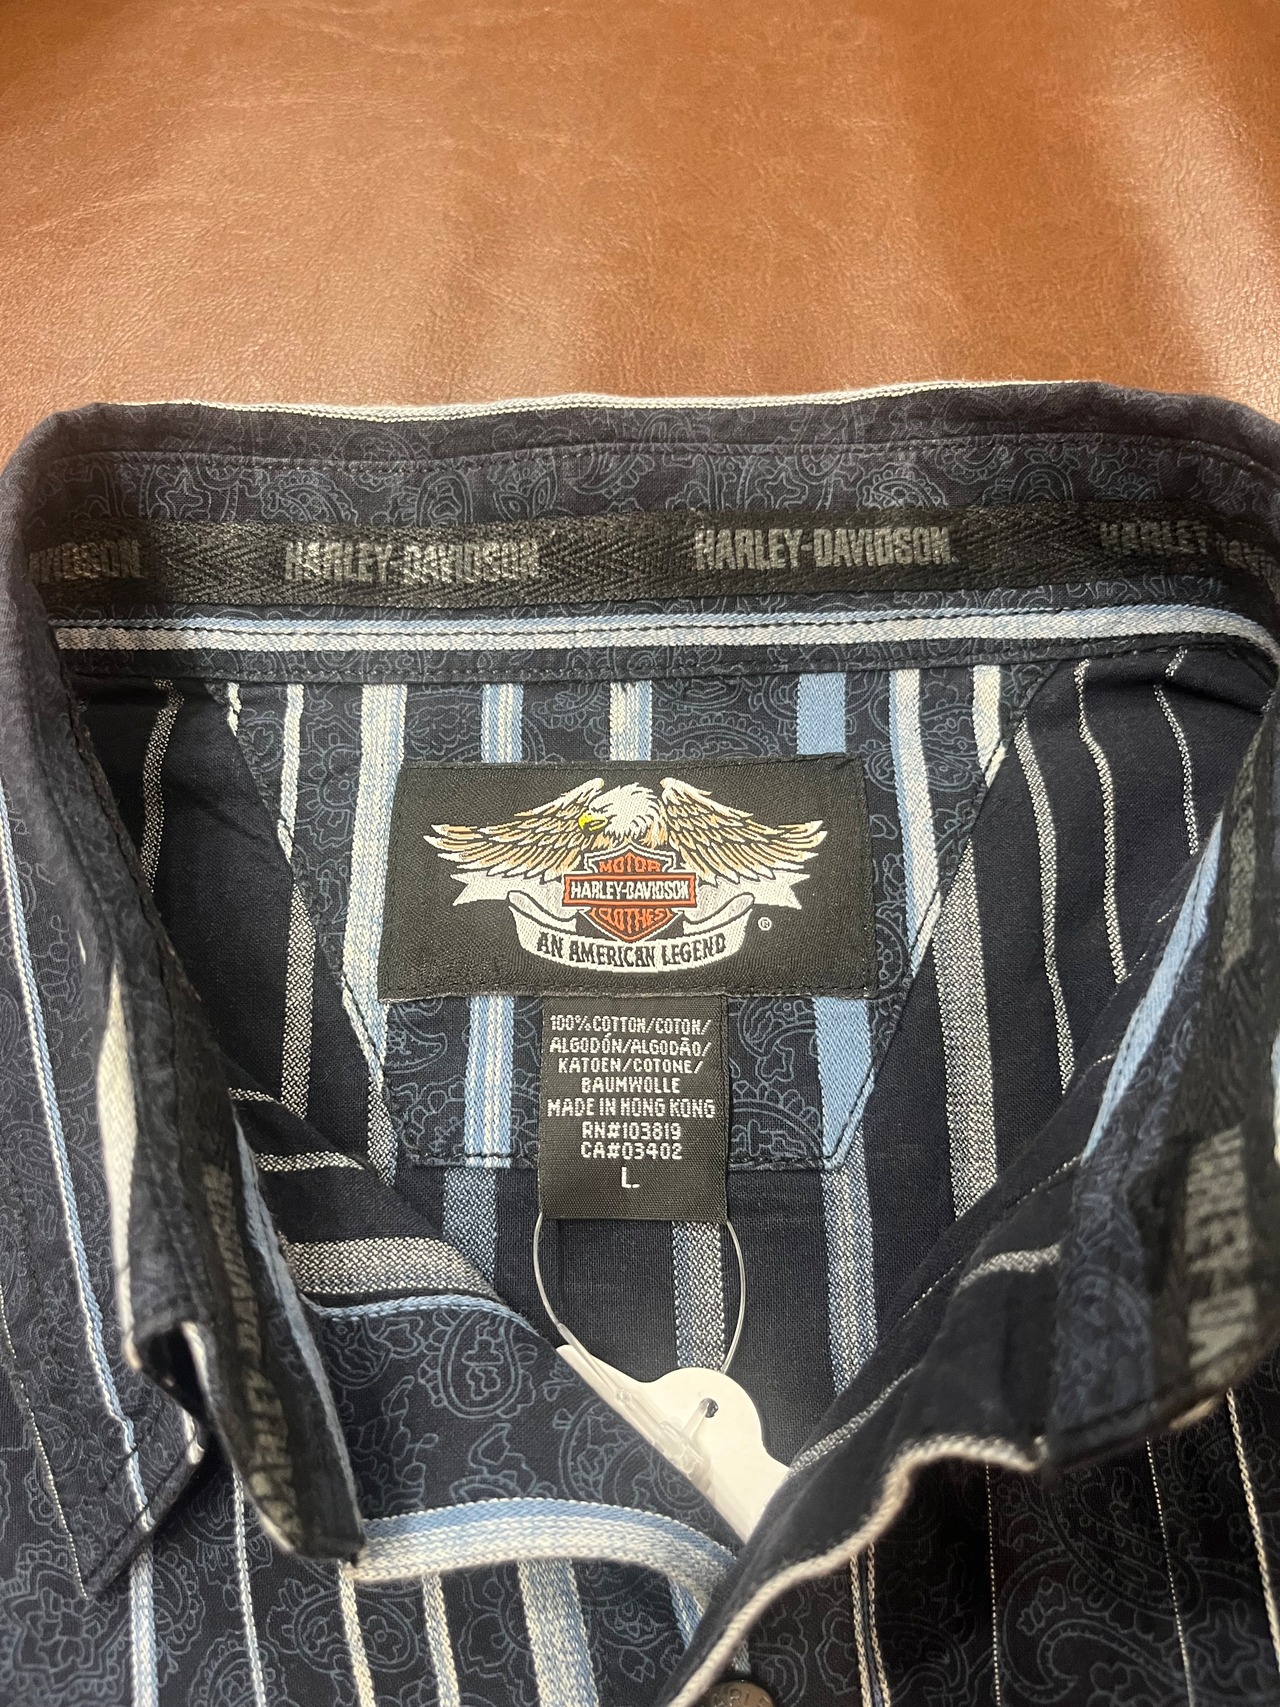 HARLEY-DAVIDSON HARLEY-DAVIDSON
MOTOR
HARLEY-DAVIDSON
CLOTHES
®
AN AMERICAN LEGEND
100% COTTON/COTON/
ALGODÓN/ALGODÃO/
KATOEN/COTONE/
BAUMWOLLE
MADE IN HONG KONG
RN#103819
CA#03402
L.
HARLEY-DAVIDSON